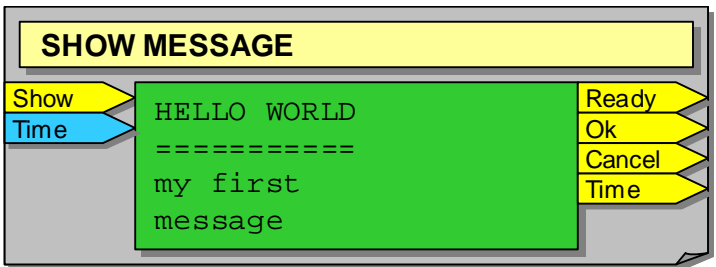 SHOW MESSAGE
Show
Time
HELLO WORLD
===========
my first
message
Ready
Ok
Cancel
Time